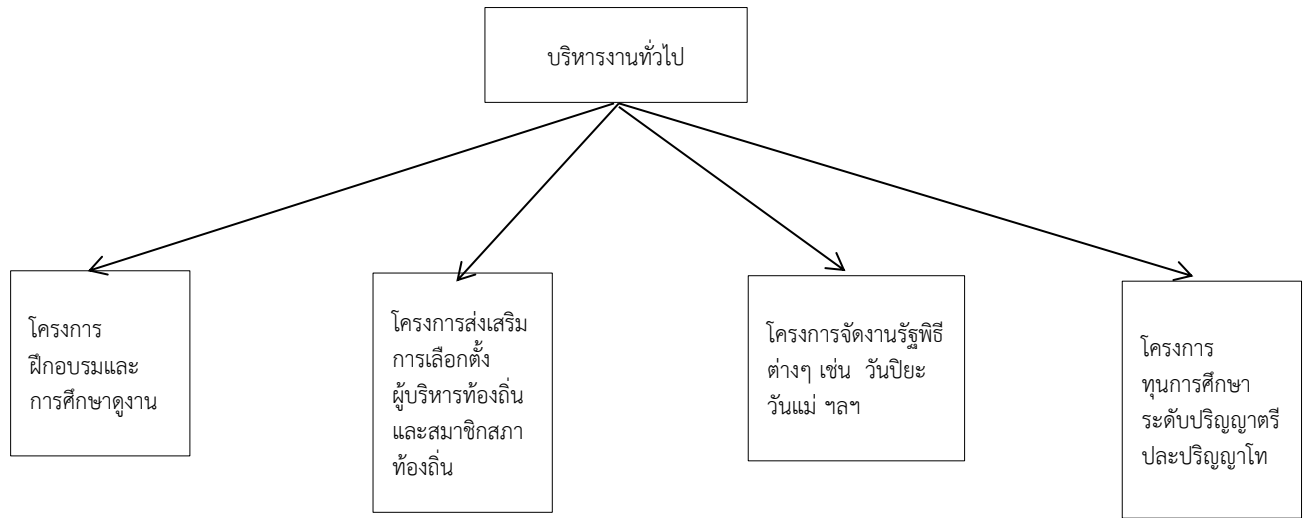 บริหารงานทั่วไป
โครงการ
ฝึกอบรมและ
การศึกษาดูงาน
โครงการส่งเสริม
การเลือกตั้ง
ผู้บริหารท้องถิ่น
และสมาชิกสภา
ท้องถิ่น
โครงการจัดงานรัฐพิธี
ต่างๆ เช่น วันปิยะ
วันแม่ ฯลฯ
โครงการ
ทุนการศึกษา
ระดับปริญญาตรี
ปละปริญญาโท